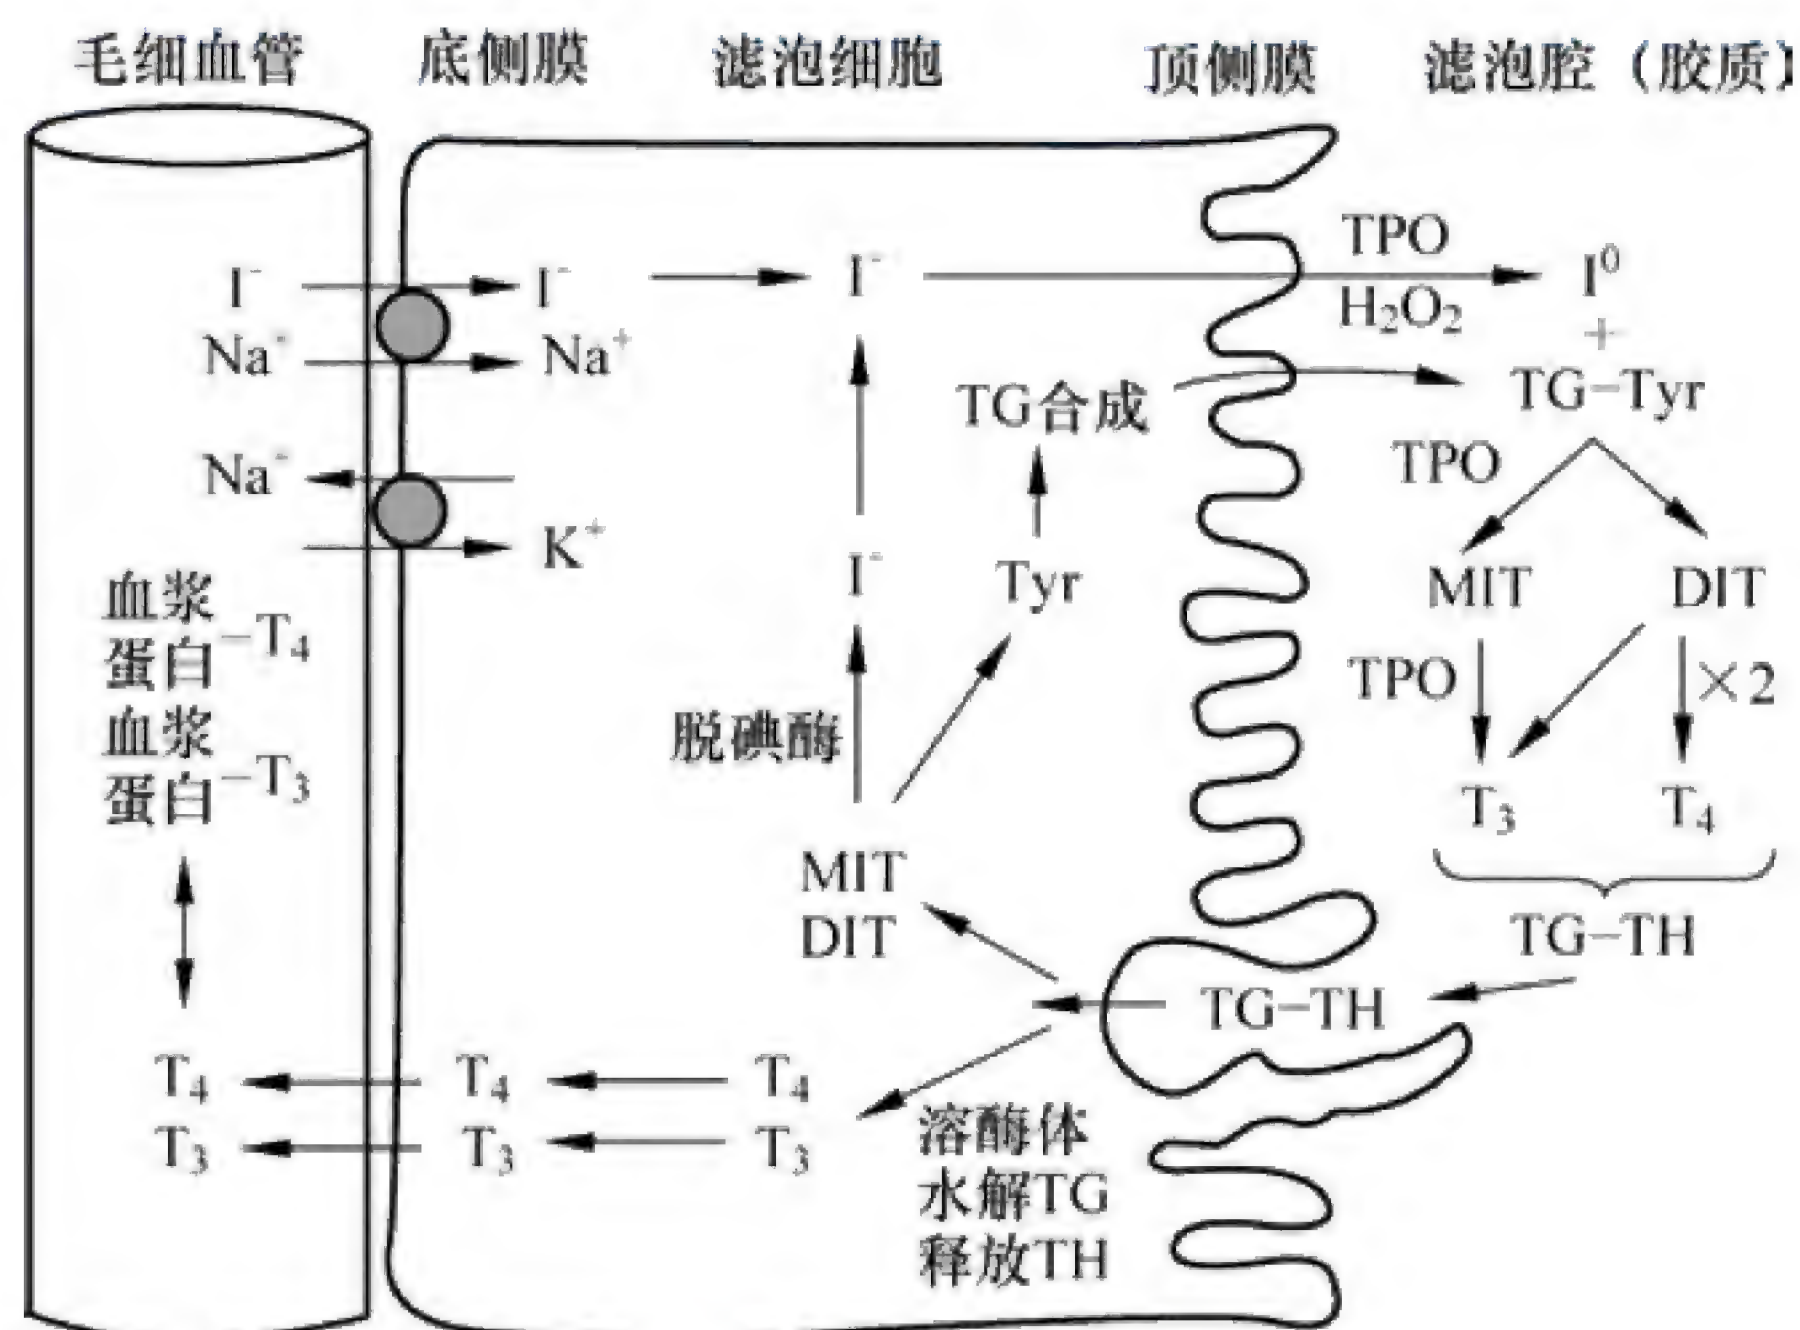 毛细血管 底侧膜 滤泡细胞 顶侧膜 滤泡腔（胶质）
I⁻ I⁻ I⁻ TPO I⁰
H₂O₂
+
Na⁺ Na⁺
TG合成 TG-Tyr
Na⁺ TPO
K⁺ I⁻ Tyr MIT DIT
血浆
蛋白-T₄
TPO ×2
血浆
蛋白-T₃
脱碘酶
T₃ T₄
MIT
DIT
TG-TH
TG-TH
T₄ T₄ T₄
T₃ T₃ T₃
溶酶体
水解TG
释放TH